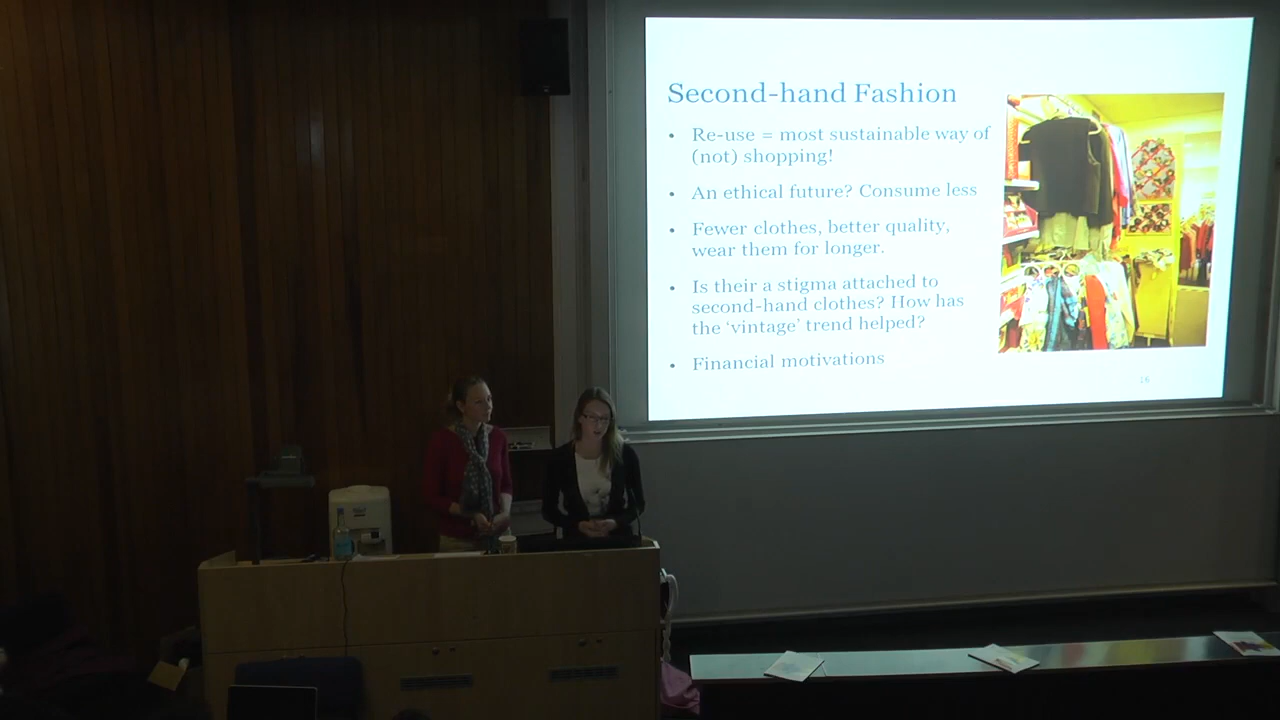 Second-hand Fashion
• Re-use = most sustainable way of
(not) shopping!
• An ethical future? Consume less
• Fewer clothes, better quality,
wear them for longer.
• Is their a stigma attached to
second-hand clothes? How has
the ‘vintage’ trend helped?
• Financial motivations
16